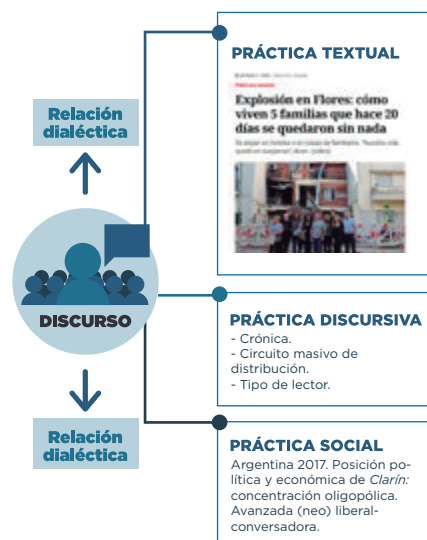 Relación
dialéctica
DISCURSO
Relación
dialéctica
PRÁCTICA TEXTUAL
Explosión en Flores: cómo
viven 5 familias que hace 20
días se quedaron sin nada
PRÁCTICA DISCURSIVA
- Crónica.
- Circuito masivo de
distribución.
- Tipo de lector.
PRÁCTICA SOCIAL
Argentina 2017. Posición po-
lítica y económica de Clarín:
concentración oligopólica.
Avanzada (neo) liberal-
conversadora.